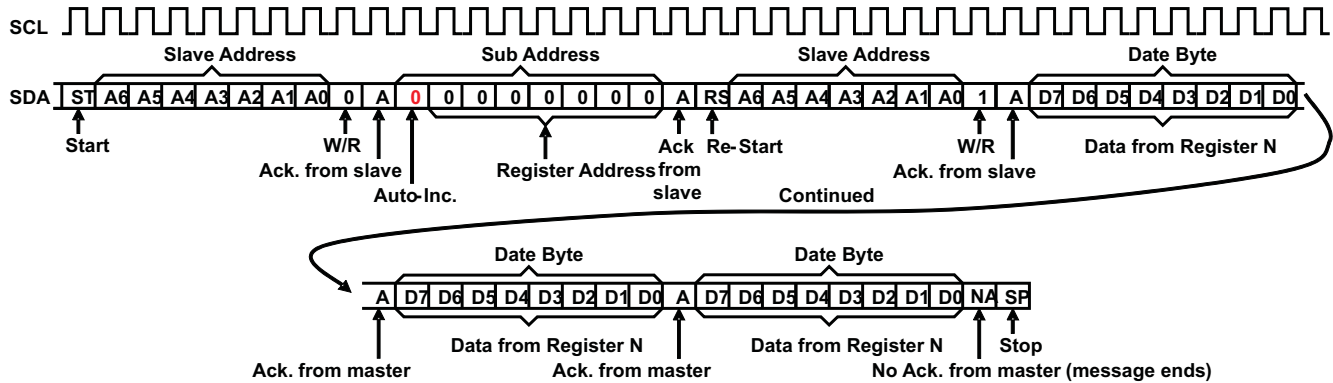 SCL
Slave Address Sub Address Slave Address Date Byte
SDA ST A6 A5 A4 A3 A2 A1 A0 0 A 0 0 0 0 0 0 0 0 A RS A6 A5 A4 A3 A2 A1 A0 1 A D7 D6 D5 D4 D3 D2 D1 D0
Start W/R Ack Re-Start W/R Data from Register N
Ack. from slave Register Address from Ack. from slave
Auto-Inc. slave Continued
Date Byte Date Byte
A D7 D6 D5 D4 D3 D2 D1 D0 A D7 D6 D5 D4 D3 D2 D1 D0 NA SP
Data from Register N Data from Register N Stop
Ack. from master Ack. from master No Ack. from master (message ends)